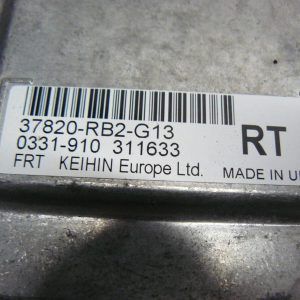 37820-RB2-G13
0331-910 311633
RT
FRT KEIHIN Europe Ltd.
MADE IN U